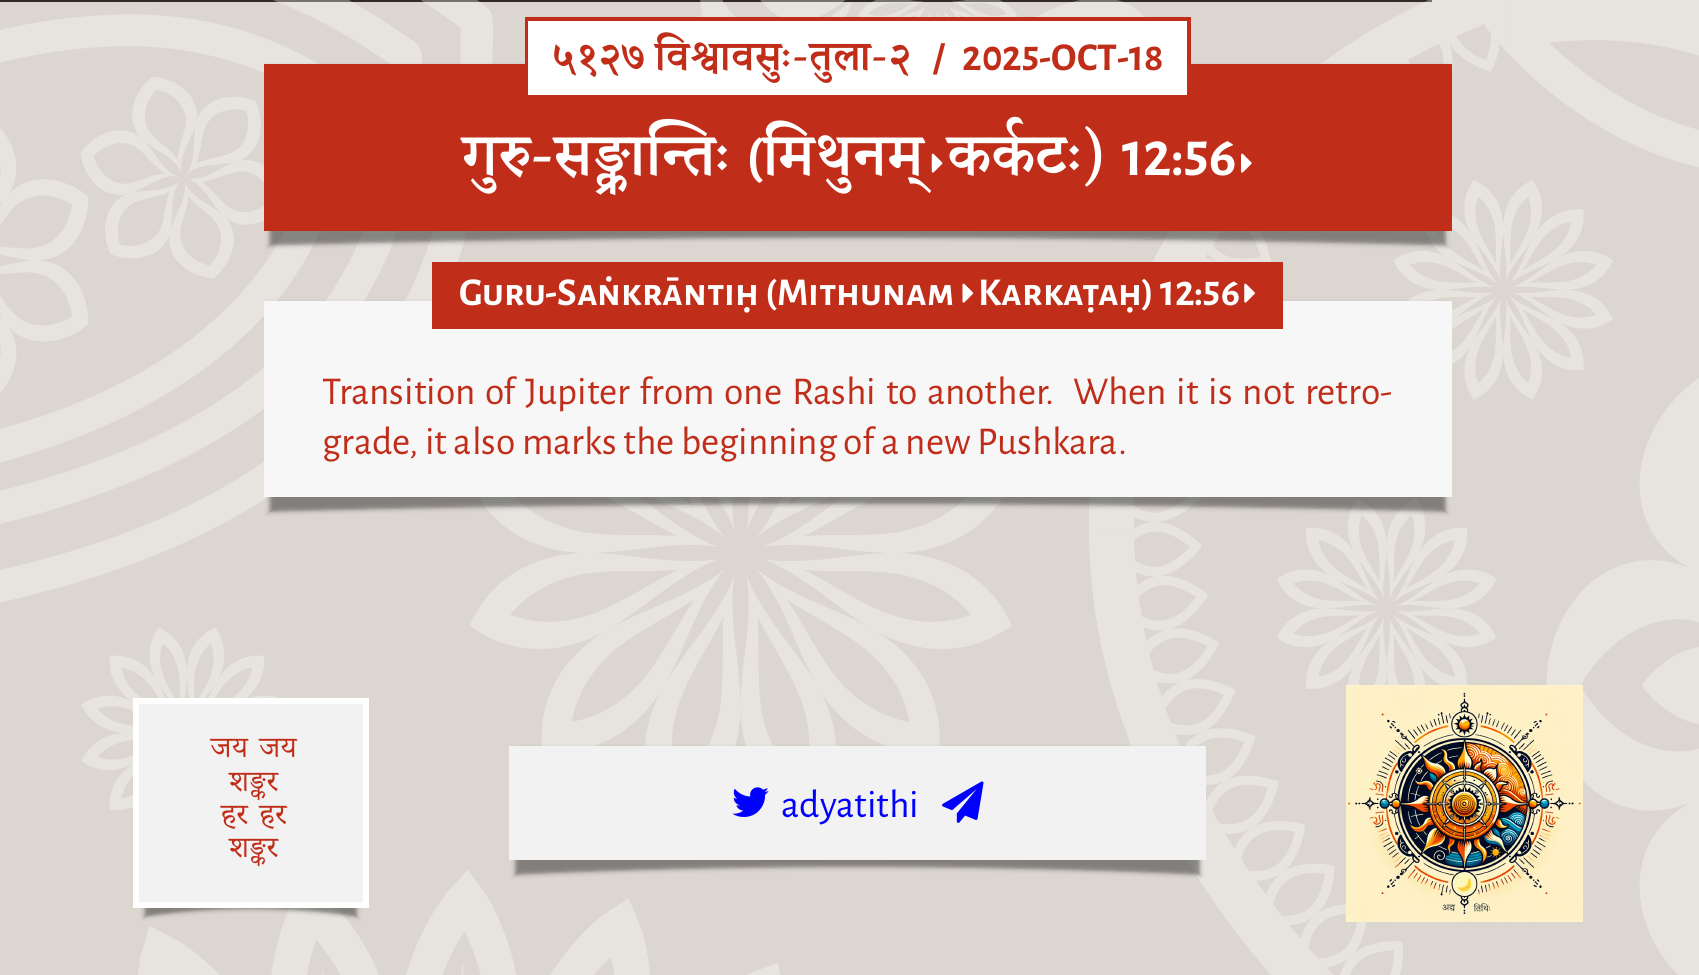 ५१२७ विश्वावसुः-तुला-२ / 2025-OCT-18
गुरु-सङ्क्रान्तिः (मिथुनम्▸कर्कटः) 12:56▸
Guru-Saṅkrāntiḥ (Mithunam▸Karkaṭaḥ) 12:56▸
Transition of Jupiter from one Rashi to another. When it is not retro-
grade, it also marks the beginning of a new Pushkara.
जय जय
शङ्कर
हर हर
शङ्कर
adyatithi
अद्य तिथिः